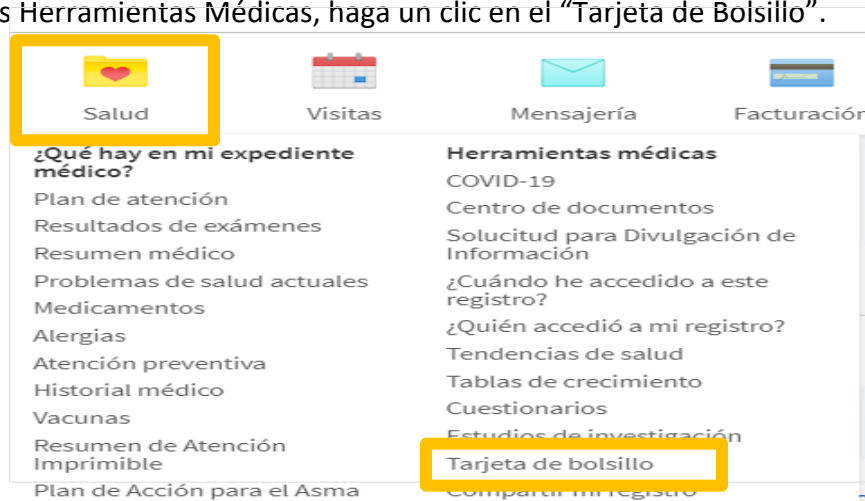 s Herramientas Médicas, haga un clic en el “Tarjeta de Bolsillo”.
Salud
Visitas
Mensajería
Facturación
¿Qué hay en mi expediente
médico?
Plan de atención
Resultados de exámenes
Resumen médico
Problemas de salud actuales
Medicamentos
Alergias
Atención preventiva
Historial médico
Vacunas
Resumen de Atención
Imprimible
Plan de Acción para el Asma
Herramientas médicas
COVID-19
Centro de documentos
Solucitud para Divulgación de
Información
¿Cuándo he accedido a este
registro?
¿Quién accedió a mi registro?
Tendencias de salud
Tablas de crecimiento
Cuestionarios
Estudios de investigación
Tarjeta de bolsillo
Compartir mi registro